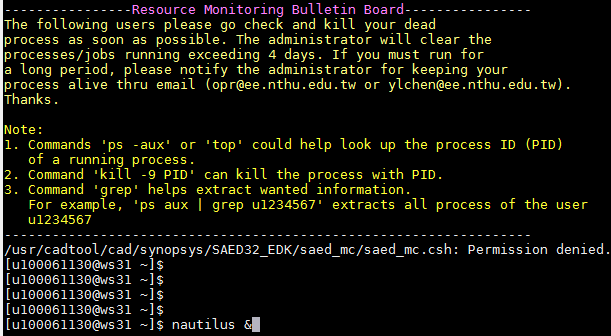 ----------------Resource Monitoring Bulletin Board----------------
The following users please go check and kill your dead
process as soon as possible. The administrator will clear the
processes/jobs running exceeding 4 days. If you must run for
a long period, please notify the administrator for keeping your
process alive thru email (opr@ee.nthu.edu.tw or ylchen@ee.nthu.edu.tw).
Thanks.
Note:
1. Commands 'ps -aux' or 'top' could help look up the process ID (PID)
of a running process.
2. Command 'kill -9 PID' can kill the process with PID.
3. Command 'grep' helps extract wanted information.
For example, 'ps aux | grep u1234567' extracts all process of the user
u1234567
------------------------------------------------------------------
/usr/cadtool/cad/synopsys/SAED32_EDK/saed_mc/saed_mc.csh: Permission denied.
[u100061130@ws31 ~]$
[u100061130@ws31 ~]$
[u100061130@ws31 ~]$
[u100061130@ws31 ~]$
[u100061130@ws31 ~]$ nautilus &